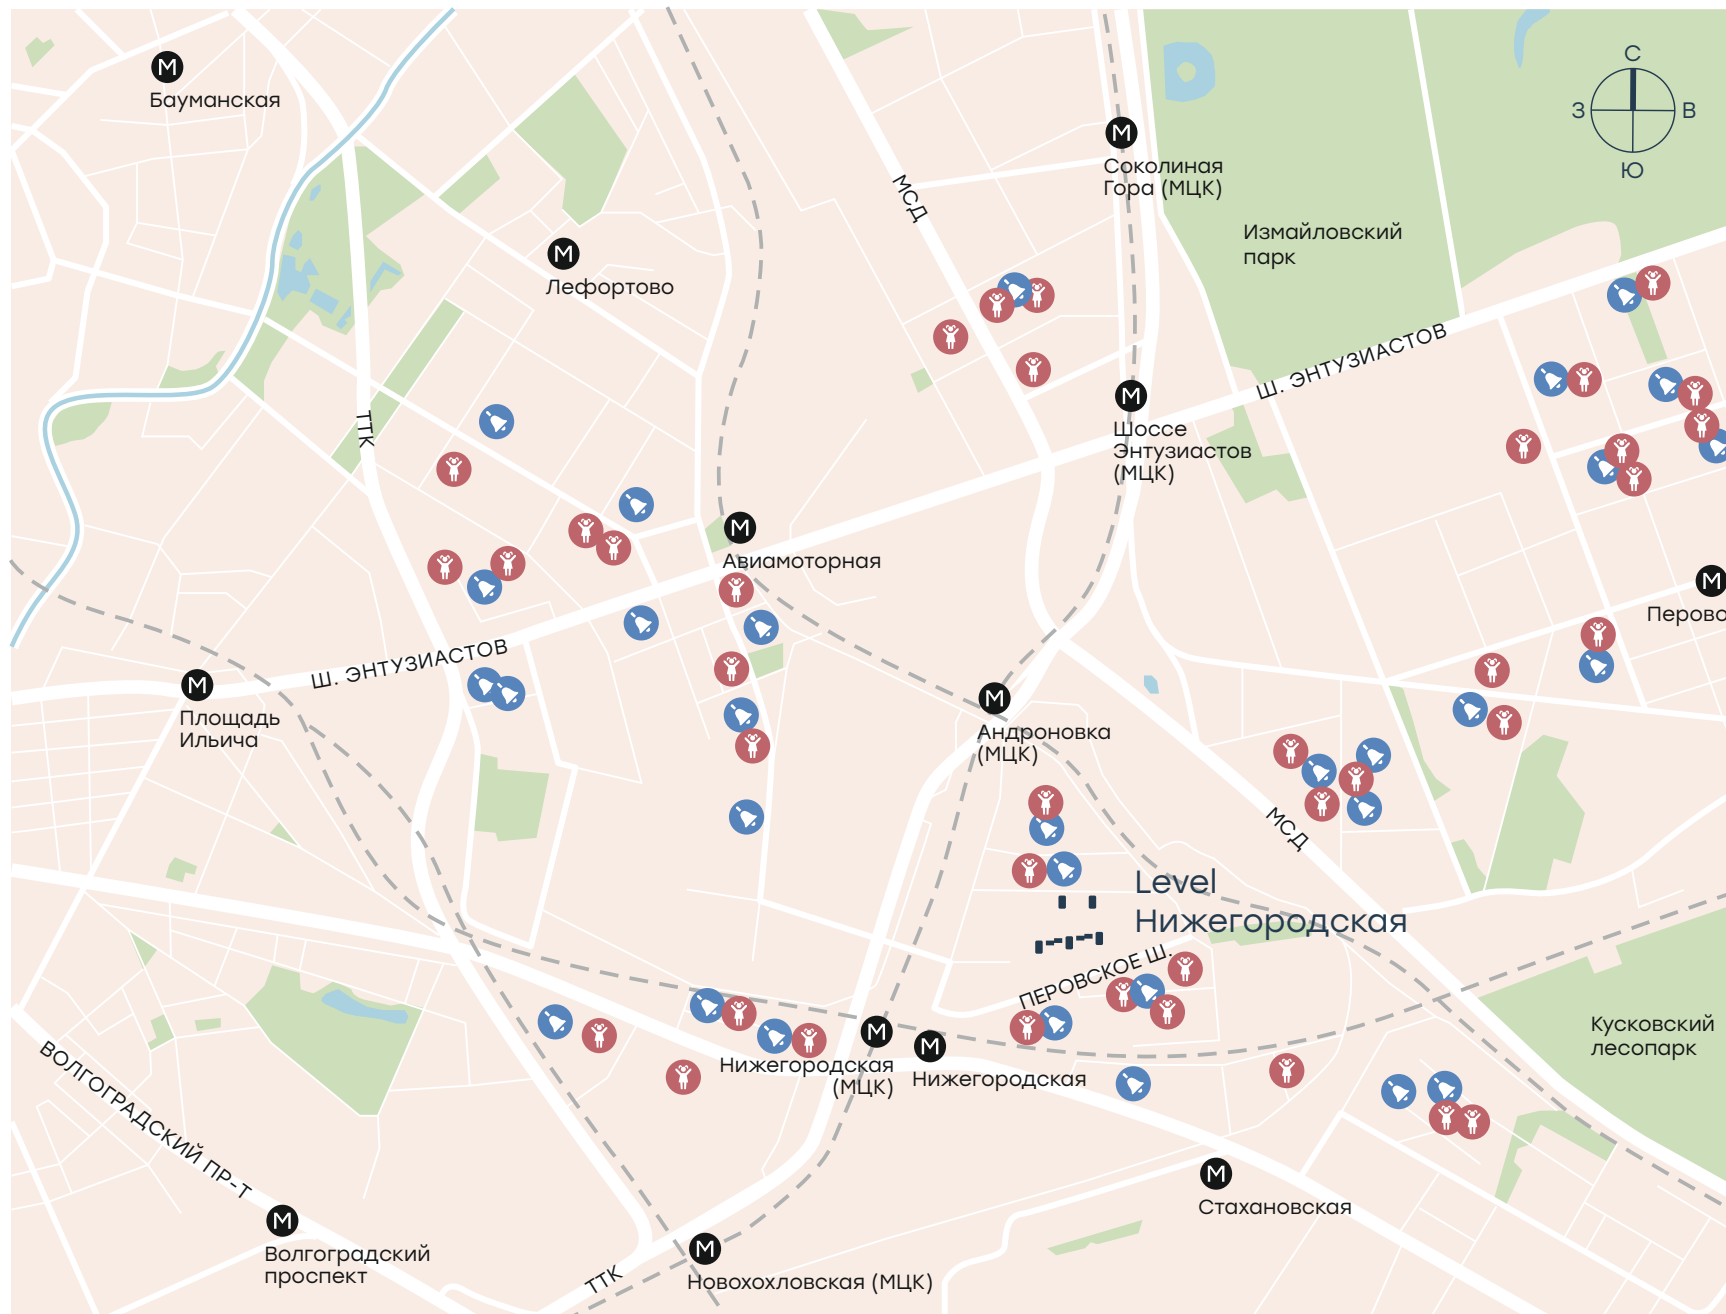 М
Бауманская
М
Соколиная
Гора (МЦК)
С
З
В
Ю
МСД
Измайловский
парк
М
Лефортово
Ш. ЭНТУЗИАСТОВ
М
Шоссе
Энтузиастов
(МЦК)
ТТК
М
Авиамоторная
М
Перово
Ш. ЭНТУЗИАСТОВ
М
Площадь
Ильича
М
Андроновка
(МЦК)
МСД
Level
Нижегородская
ПЕРОВСКОЕ Ш.
Кусковский
лесопарк
М
Нижегородская
(МЦК)
М
Нижегородская
ВОЛГОГРАДСКИЙ ПР-Т
М
Стахановская
М
Волгоградский
проспект
М
Новохохловская (МЦК)
ТТК